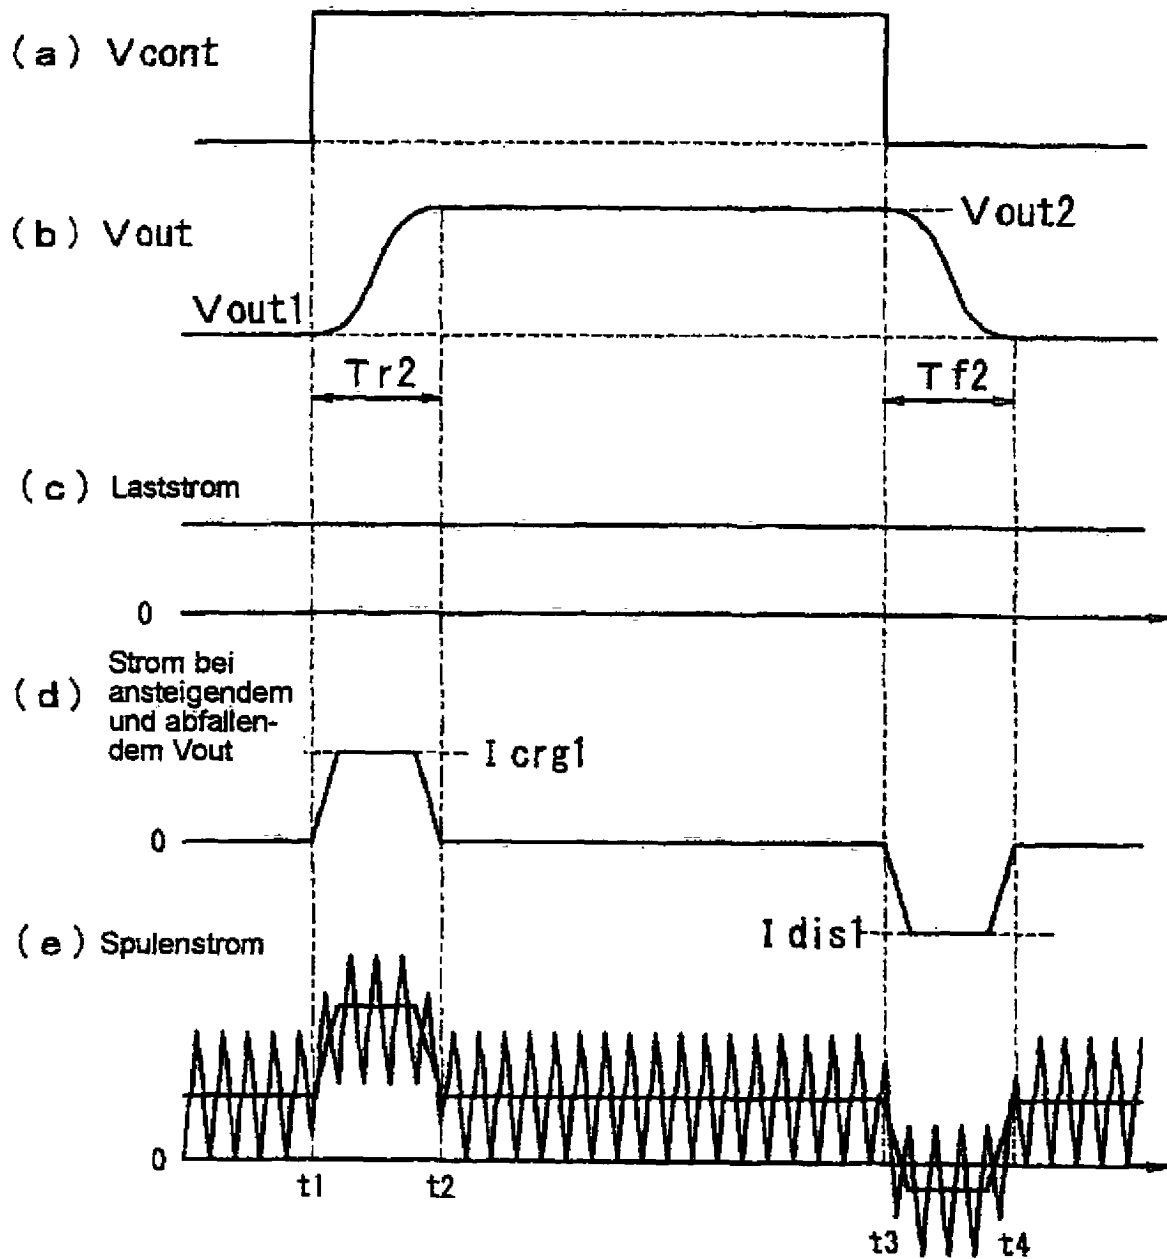 (a) Vcont
(b) Vout
Vout2
Vout1
Tr2
Tf2
(c) Laststrom
0
(d) Strom bei
ansteigendem
und abfallen-
dem Vout
I crg1
0
I dis1
(e) Spulenstrom
0
t1
t2
t3
t4